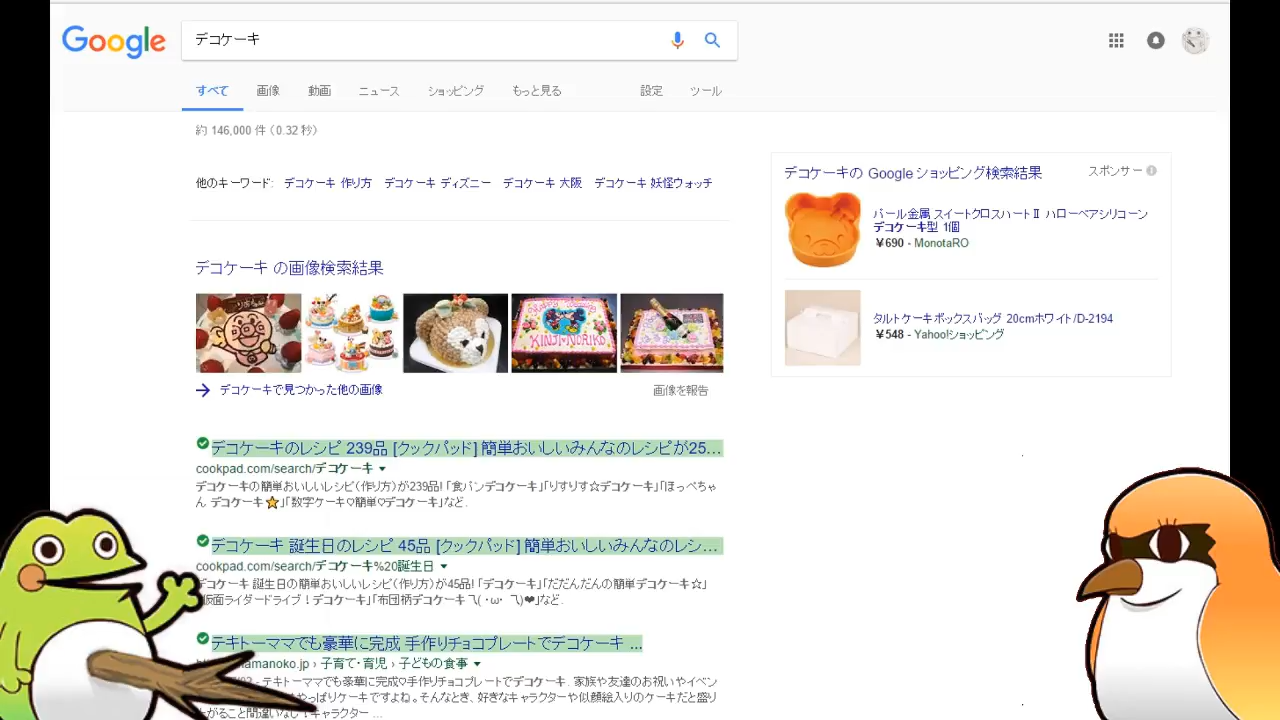 Google
デコケーキ
すべて 画像 動画 ニュース ショッピング もっと見る 設定 ツール
約 146,000 件 (0.32 秒)
他のキーワード: デコケーキ 作り方 デコケーキ ディズニー デコケーキ 大阪 デコケーキ 妖怪ウォッチ
デコケーキ の画像検索結果
KINJI・NORIKO
デコケーキで見つかった他の画像
画像を報告
デコケーキのレシピ 239品 [クックパッド] 簡単おいしいみんなのレシピが25...
cookpad.com/search/デコケーキ
デコケーキの簡単おいしいレシピ(作り方)が239品! 「食パンデコケーキ」「りすりす☆デコケーキ」「ほっぺちゃ
ん デコケーキ⭐」「数字ケーキ♡簡単♡デコケーキ」など.
デコケーキ 誕生日のレシピ 45品 [クックパッド] 簡単おいしいみんなのレシ...
cookpad.com/search/デコケーキ%20誕生日
デコケーキ 誕生日の簡単おいしいレシピ(作り方)が45品! 「デコケーキ」「だだんだんの簡単デコケーキ☆」
仮面ライダードライブ！デコケーキ」「布団柄デコケーキ ﾍ( ･ω･ ﾍ)❤」など.
テキトーママでも豪華に完成 手作りチョコプレートでデコケーキ ...
mamanoko.jp › 子育て・育児 › 子どもの食事
- テキトーママでも豪華に完成♡手作りチョコプレートでデコケーキ. 家族や友達のお祝いやイベン
やっぱりケーキですよね。そんなとき、好きなキャラクターや似顔絵入りのケーキだと盛り
上がること間違いなし！キャラクター ...
デコケーキの Google ショッピング検索結果
スポンサー
パール金属 スイートクロスハートⅡ ハローベアシリコーン
デコケーキ型 1個
￥690 - MonotaRO
タルトケーキボックスバッグ 20cmホワイト/D-2194
￥548 - Yahoo!ショッピング